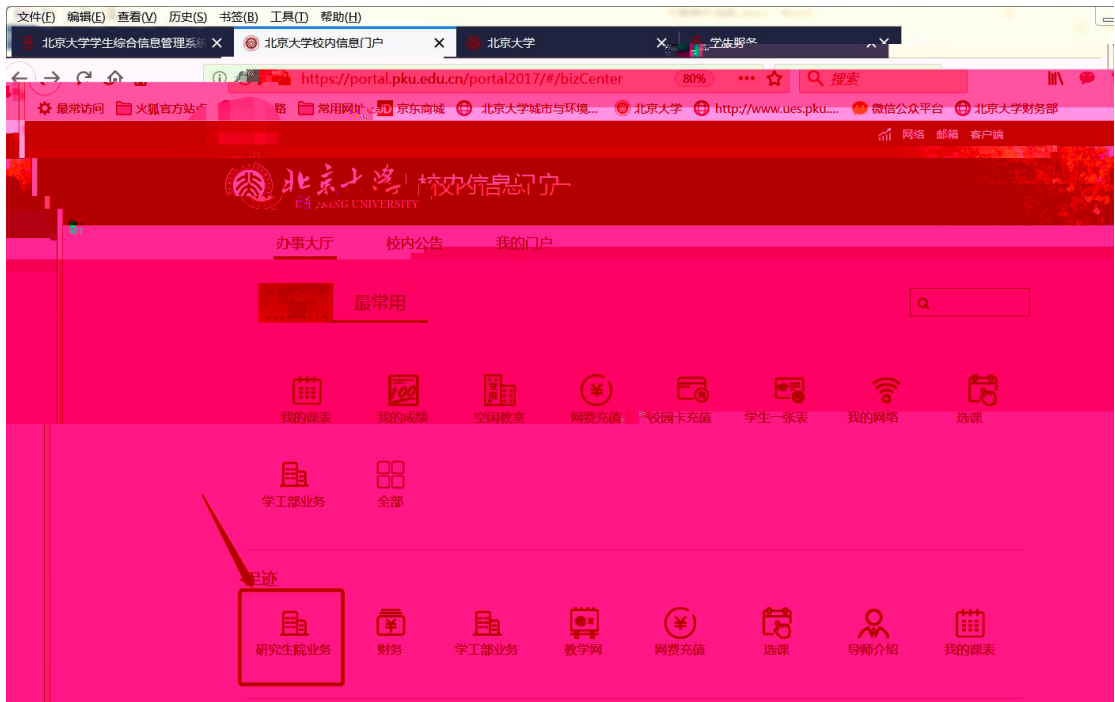 文件(F) 编辑(E) 查看(V) 历史(S) 书签(B) 工具(T) 帮助(H)
北京大学学生综合信息管理系统 × 北京大学校内信息门户 × 北京大学 ×
https://portal.pku.edu.cn/portal2017/#/bizCenter 80% 搜索
最常访问 火狐官方站点 常用网址 JD 京东商城 北京大学城市与环境... 北京大学 http://www.ues.pku.... 微信公众平台 北京大学财务部
网络 邮箱 客户端
北京大学 校内信息门户
UNIVERSITY
办事大厅 校内公告 我的门户
最常用
我的课表 我的成绩 空闲教室 网费充值 校园卡充值 学生一张表 我的网络 选课
学工部业务 全部
足迹
研究生院业务 财务 学工部业务 教学网 网费充值 选课 导师介绍 我的课表